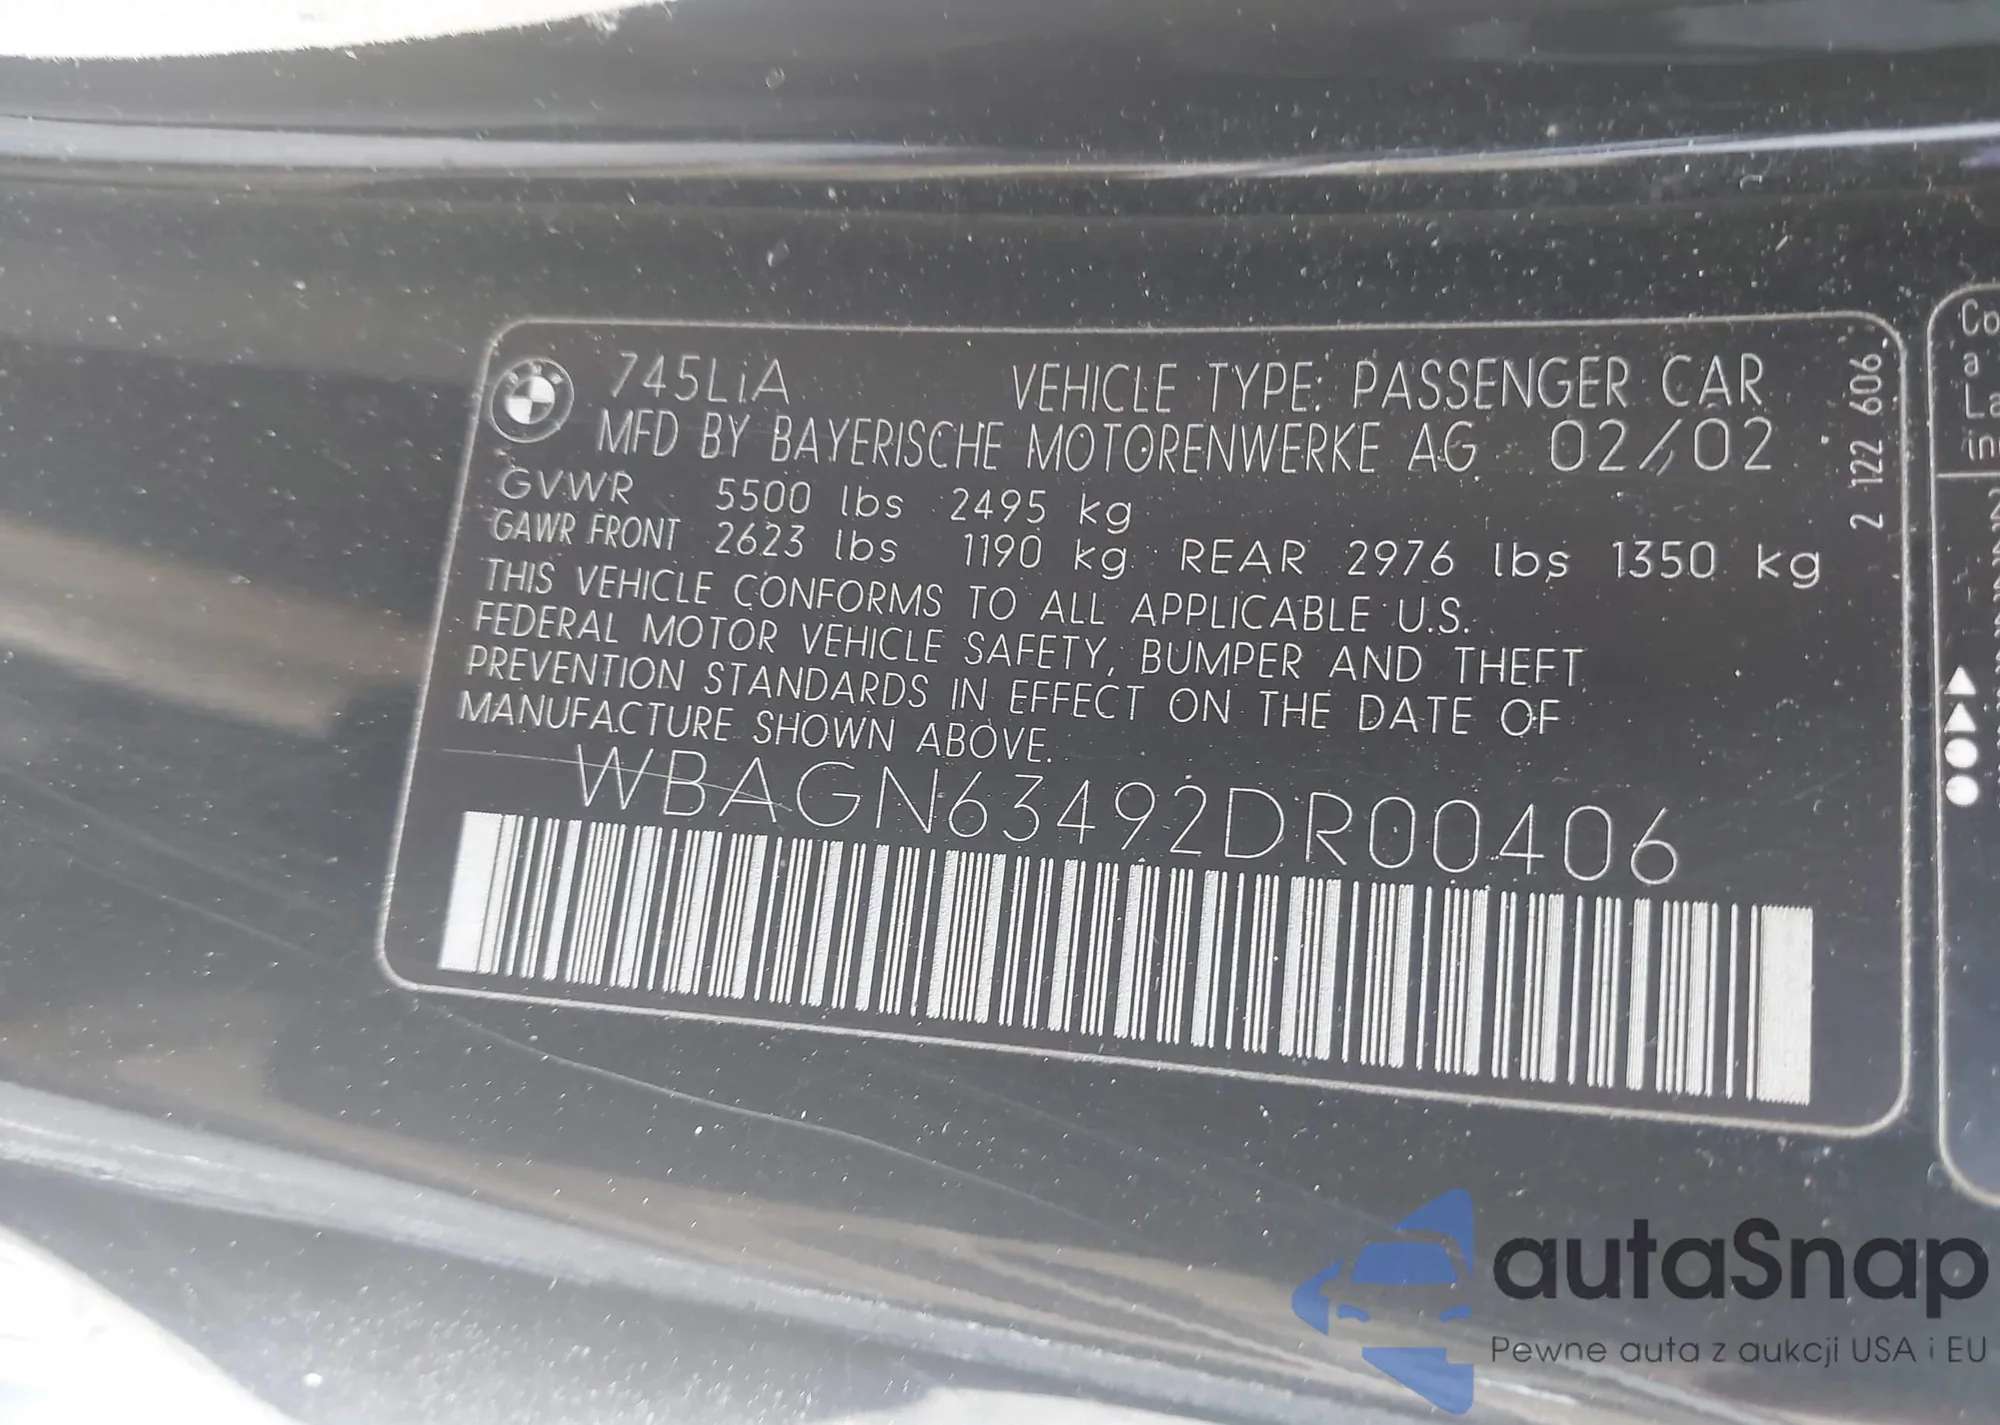 745LiA VEHICLE TYPE: PASSENGER CAR
MFD BY BAYERISCHE MOTORENWERKE AG 02/02
GVWR 5500 lbs 2495 kg
GAWR FRONT 2623 lbs 1190 kg REAR 2976 lbs 1350 kg
THIS VEHICLE CONFORMS TO ALL APPLICABLE U.S.
FEDERAL MOTOR VEHICLE SAFETY, BUMPER AND THEFT
PREVENTION STANDARDS IN EFFECT ON THE DATE OF
MANUFACTURE SHOWN ABOVE.
WBAGN63492DR00406
2 122 606
autaSnap
Pewne auta z aukcji USA i EU